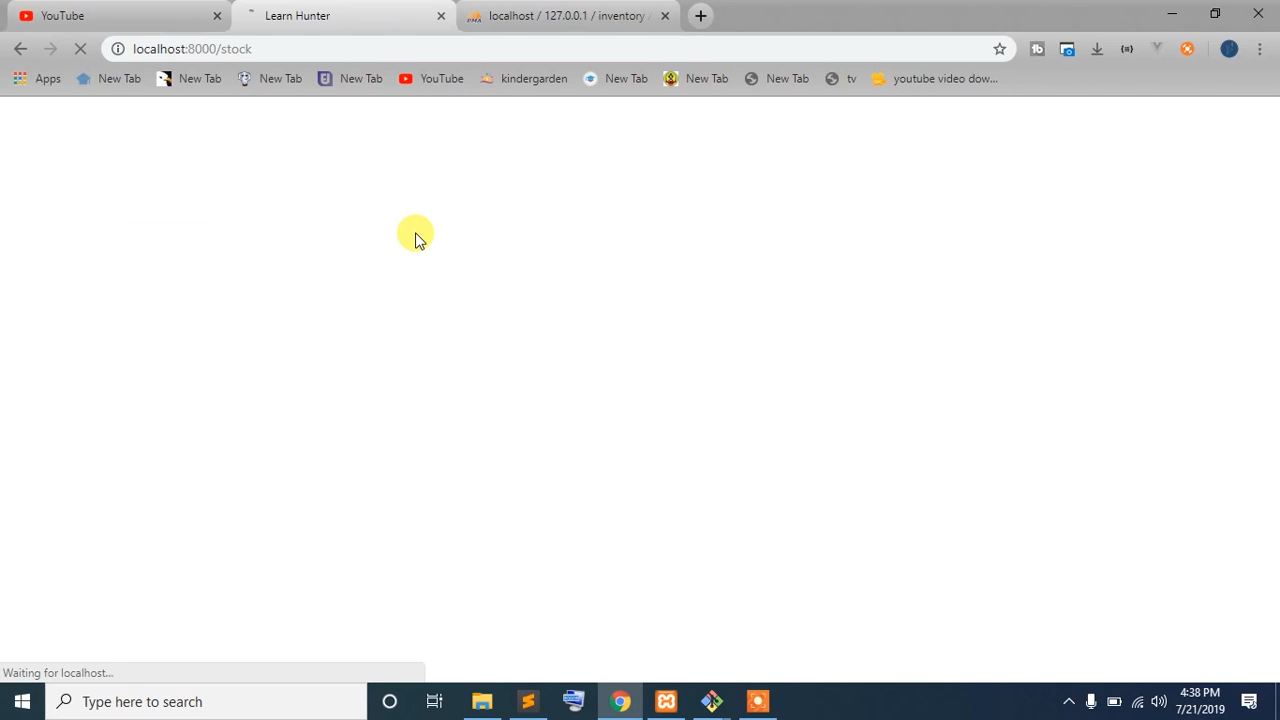 YouTube
Learn Hunter
localhost / 127.0.0.1 / inventory
localhost:8000/stock
Apps
New Tab
New Tab
New Tab
New Tab
YouTube
kindergarden
New Tab
New Tab
New Tab
tv
youtube video dow...
Waiting for localhost...
Type here to search
4:38 PM
7/21/2019